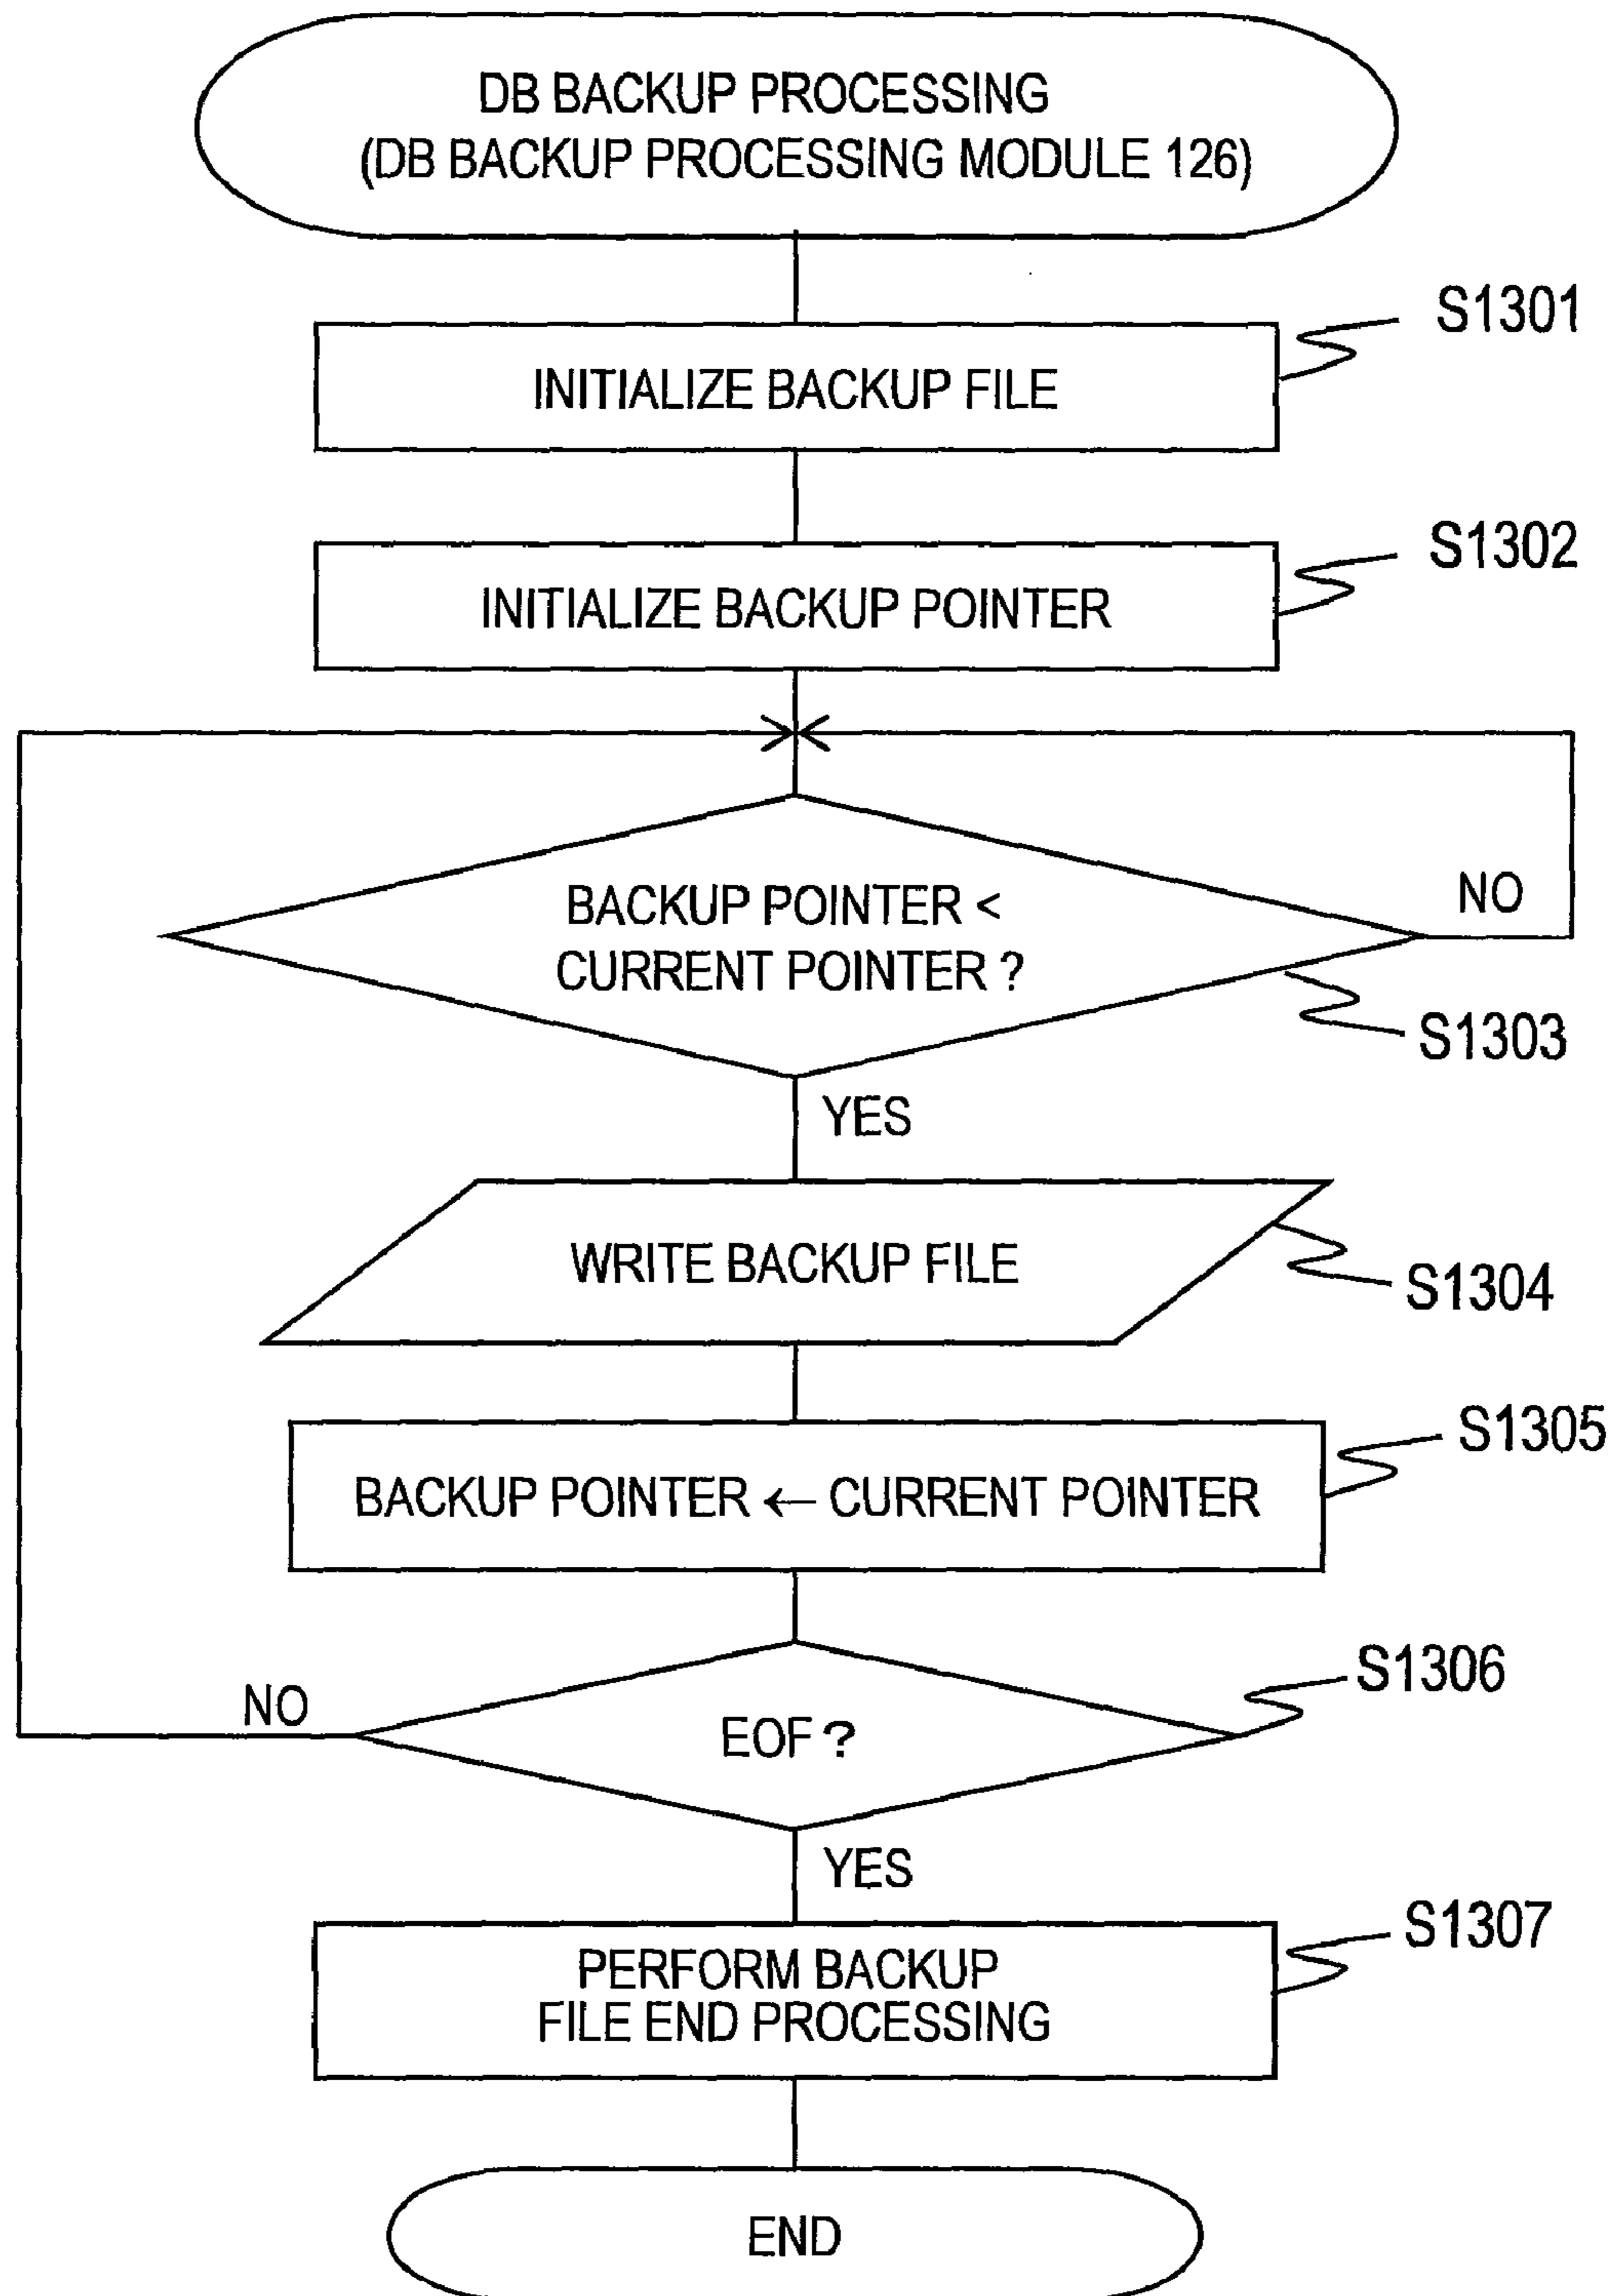 DB BACKUP PROCESSING
(DB BACKUP PROCESSING MODULE 126)
S1301
INITIALIZE BACKUP FILE
S1302
INITIALIZE BACKUP POINTER
BACKUP POINTER <
CURRENT POINTER ?
NO
S1303
YES
WRITE BACKUP FILE
S1304
S1305
BACKUP POINTER ← CURRENT POINTER
S1306
NO
EOF ?
YES
S1307
PERFORM BACKUP
FILE END PROCESSING
END